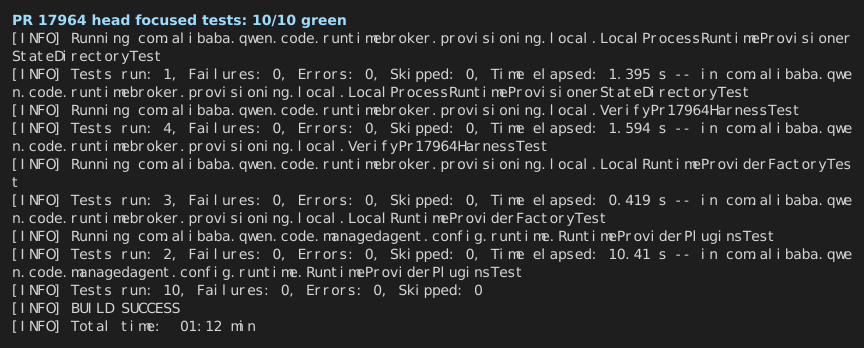 PR 17964 head focused tests: 10/10 green
[INFO] Running com.alibaba.qwen.code.runtimebroker.provisioning.local.LocalProcessRuntimeProvisioner
StateDirectoryTest
[INFO] Tests run: 1, Failures: 0, Errors: 0, Skipped: 0, Time elapsed: 1.395 s -- in com.alibaba.qwe
n.code.runtimebroker.provisioning.local.LocalProcessRuntimeProvisionerStateDirectoryTest
[INFO] Running com.alibaba.qwen.code.runtimebroker.provisioning.local.VerifyPr17964HarnessTest
[INFO] Tests run: 4, Failures: 0, Errors: 0, Skipped: 0, Time elapsed: 1.594 s -- in com.alibaba.qwe
n.code.runtimebroker.provisioning.local.VerifyPr17964HarnessTest
[INFO] Running com.alibaba.qwen.code.runtimebroker.provisioning.local.LocalRuntimeProviderFactoryTes
t
[INFO] Tests run: 3, Failures: 0, Errors: 0, Skipped: 0, Time elapsed: 0.419 s -- in com.alibaba.qwe
n.code.runtimebroker.provisioning.local.LocalRuntimeProviderFactoryTest
[INFO] Running com.alibaba.qwen.code.managedagent.config.runtime.RuntimeProviderPluginsTest
[INFO] Tests run: 2, Failures: 0, Errors: 0, Skipped: 0, Time elapsed: 10.41 s -- in com.alibaba.qwe
n.code.managedagent.config.runtime.RuntimeProviderPluginsTest
[INFO] Tests run: 10, Failures: 0, Errors: 0, Skipped: 0
[INFO] BUILD SUCCESS
[INFO] Total time:  01:12 min